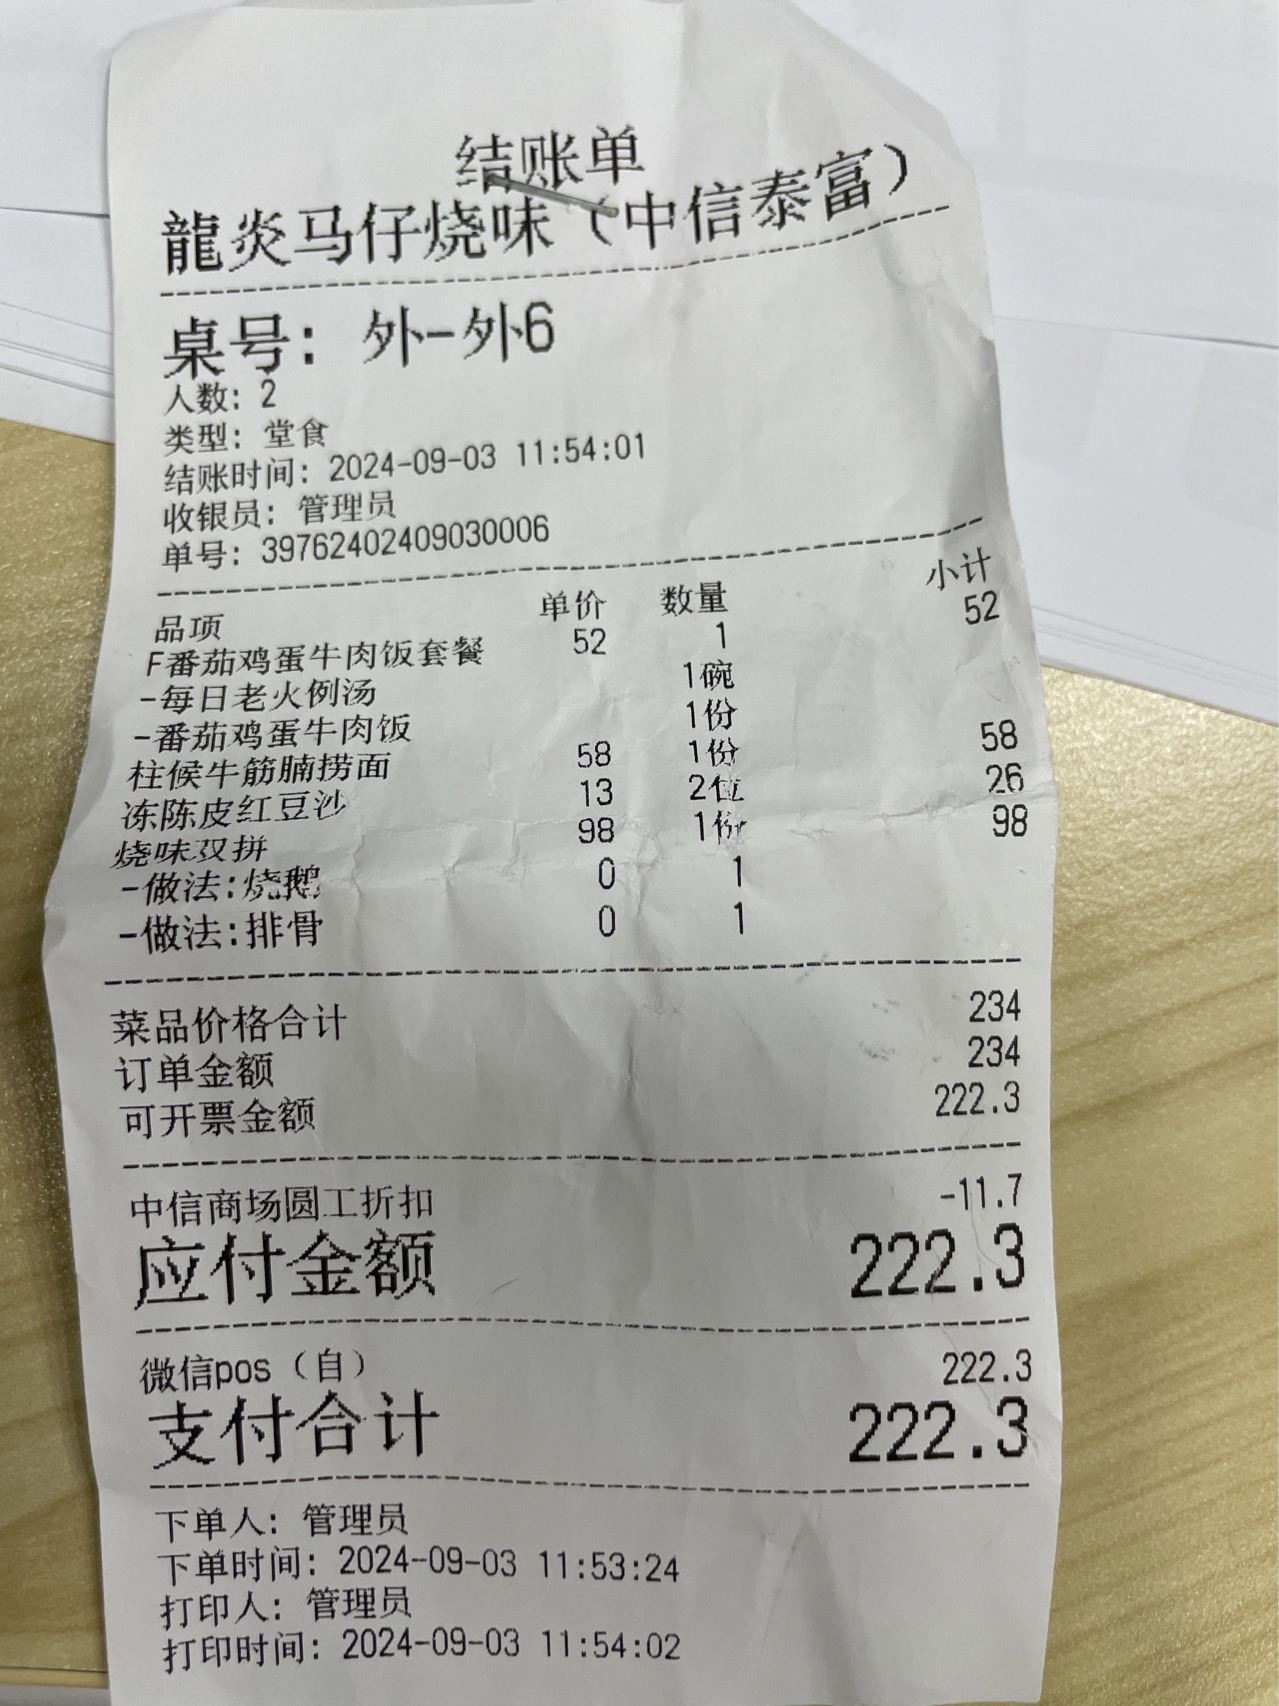 结账单
龍炎马仔烧味（中信泰富）
桌号: 外-外6
人数: 2
类型: 堂食
结账时间: 2024-09-03 11:54:01
收银员: 管理员
单号: 39762402409030006
品项 单价 数量 小计
F番茄鸡蛋牛肉饭套餐 52 1 52
-每日老火例汤 1碗
-番茄鸡蛋牛肉饭 1份
柱候牛筋腩捞面 58 1份 58
冻陈皮红豆沙 13 2位 26
烧味双拼 98 1份 98
-做法:烧鹅 0 1
-做法:排骨 0 1
菜品价格合计 234
订单金额 234
可开票金额 222.3
中信商场圆工折扣 -11.7
应付金额 222.3
微信pos（自） 222.3
支付合计 222.3
下单人: 管理员
下单时间: 2024-09-03 11:53:24
打印人: 管理员
打印时间: 2024-09-03 11:54:02